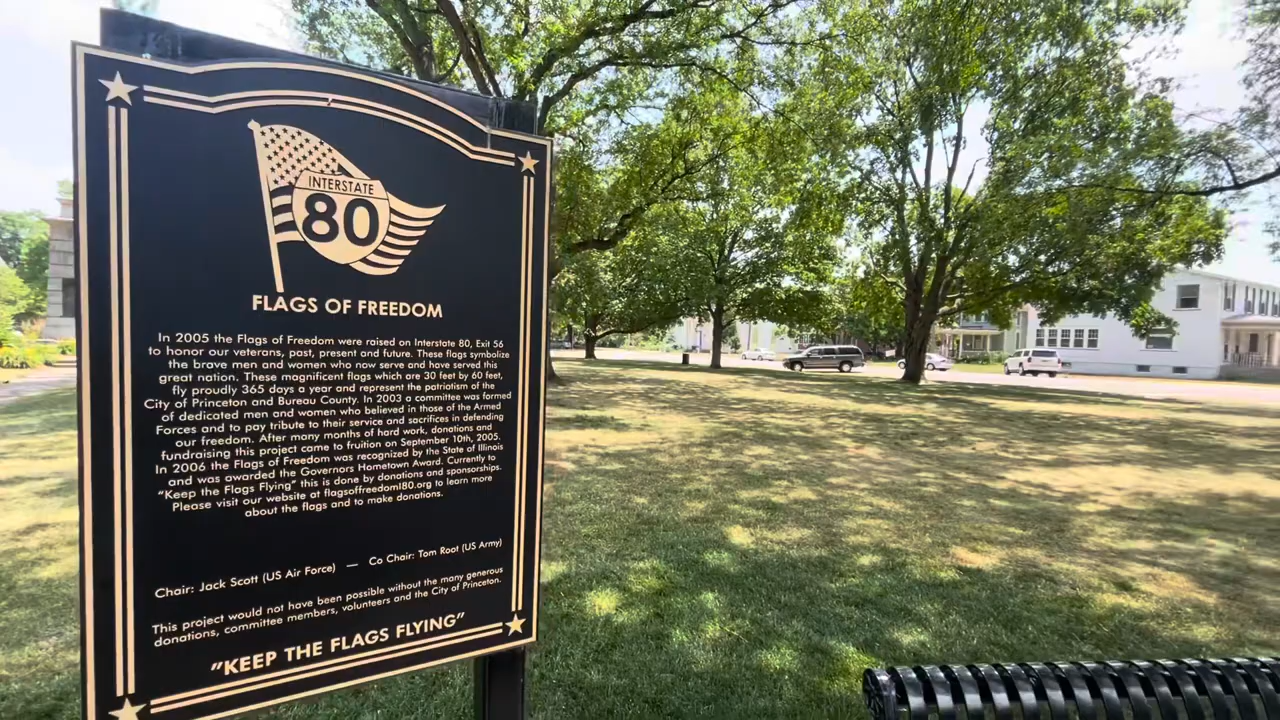 INTERSTATE
80
FLAGS OF FREEDOM
In 2005 the Flags of Freedom were raised on Interstate 80, Exit 56
to honor our veterans, past, present and future. These flags symbolize
the brave men and women who now serve and have served this
great nation. These magnificent flags which are 30 feet by 60 feet,
fly proudly 365 days a year and represent the patriatism of the
City of Princeton and Bureau County. In 2003 a committee was formed
of dedicated men and women who believed in those of the Armed
Forces and to pay tribute to their service and sacrifices in defending
our freedom. After many months of hard work, donations and
fundraising this project came to fruition on September 10th, 2005.
In 2006 the Flags of Freedom was recognized by the State of Illinois
and was awarded the Governors Hometown Award. Currently to
"Keep the Flags Flying" this is done by donations and sponsorships.
Please visit our website at flagsoffreedom180.org to learn more
about the flags and to make donations.
Chair: Jack Scott (US Air Force) — Co Chair: Tom Root (US Army)
This project would not have been possible without the many generous
donations, committee members, volunteers and the City of Princeton.
"KEEP THE FLAGS FLYING"